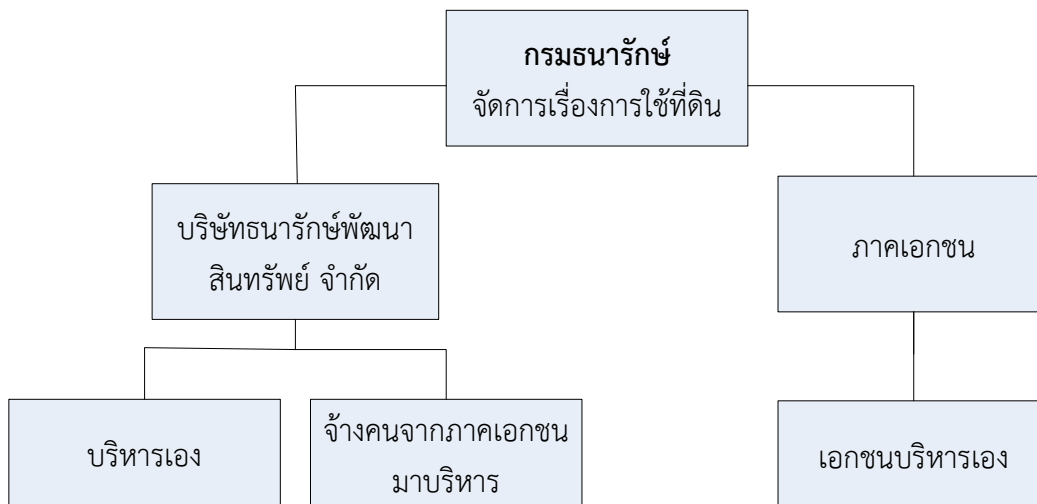 กรมธนารักษ์
จัดการเรื่องการใช้ที่ดิน
บริษัทธนารักษ์พัฒนา
สินทรัพย์ จำกัด
ภาคเอกชน
บริหารเอง
จ้างคนจากภาคเอกชน
มาบริหาร
เอกชนบริหารเอง